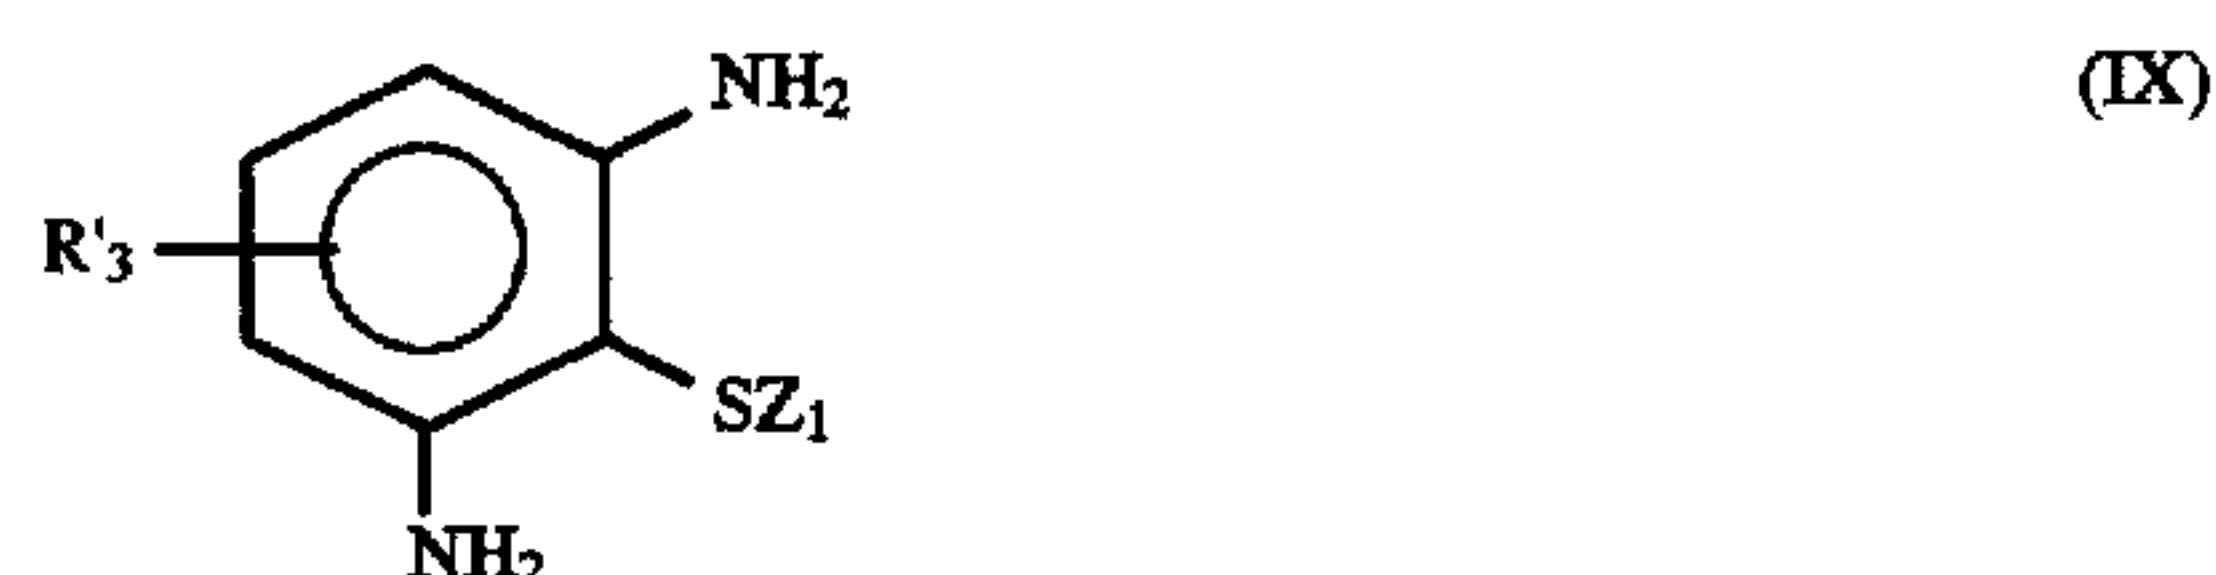 NH₂ (IX)
R'₃
SZ₁
NH₂